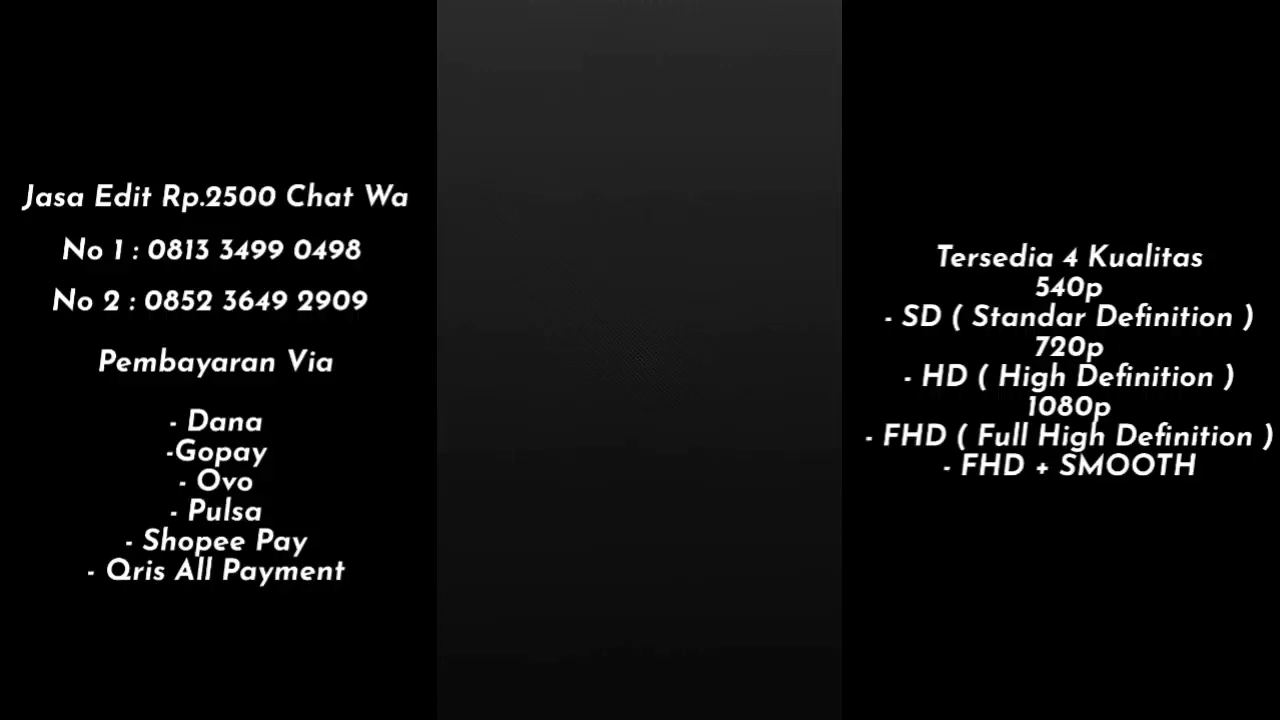 Jasa Edit Rp.2500 Chat Wa
No 1 : 0813 3499 0498
No 2 : 0852 3649 2909
Pembayaran Via
- Dana
-Gopay
- Ovo
- Pulsa
- Shopee Pay
- Qris All Payment
Tersedia 4 Kualitas
540p
- SD ( Standar Definition )
720p
- HD ( High Definition )
1080p
- FHD ( Full High Definition )
- FHD + SMOOTH